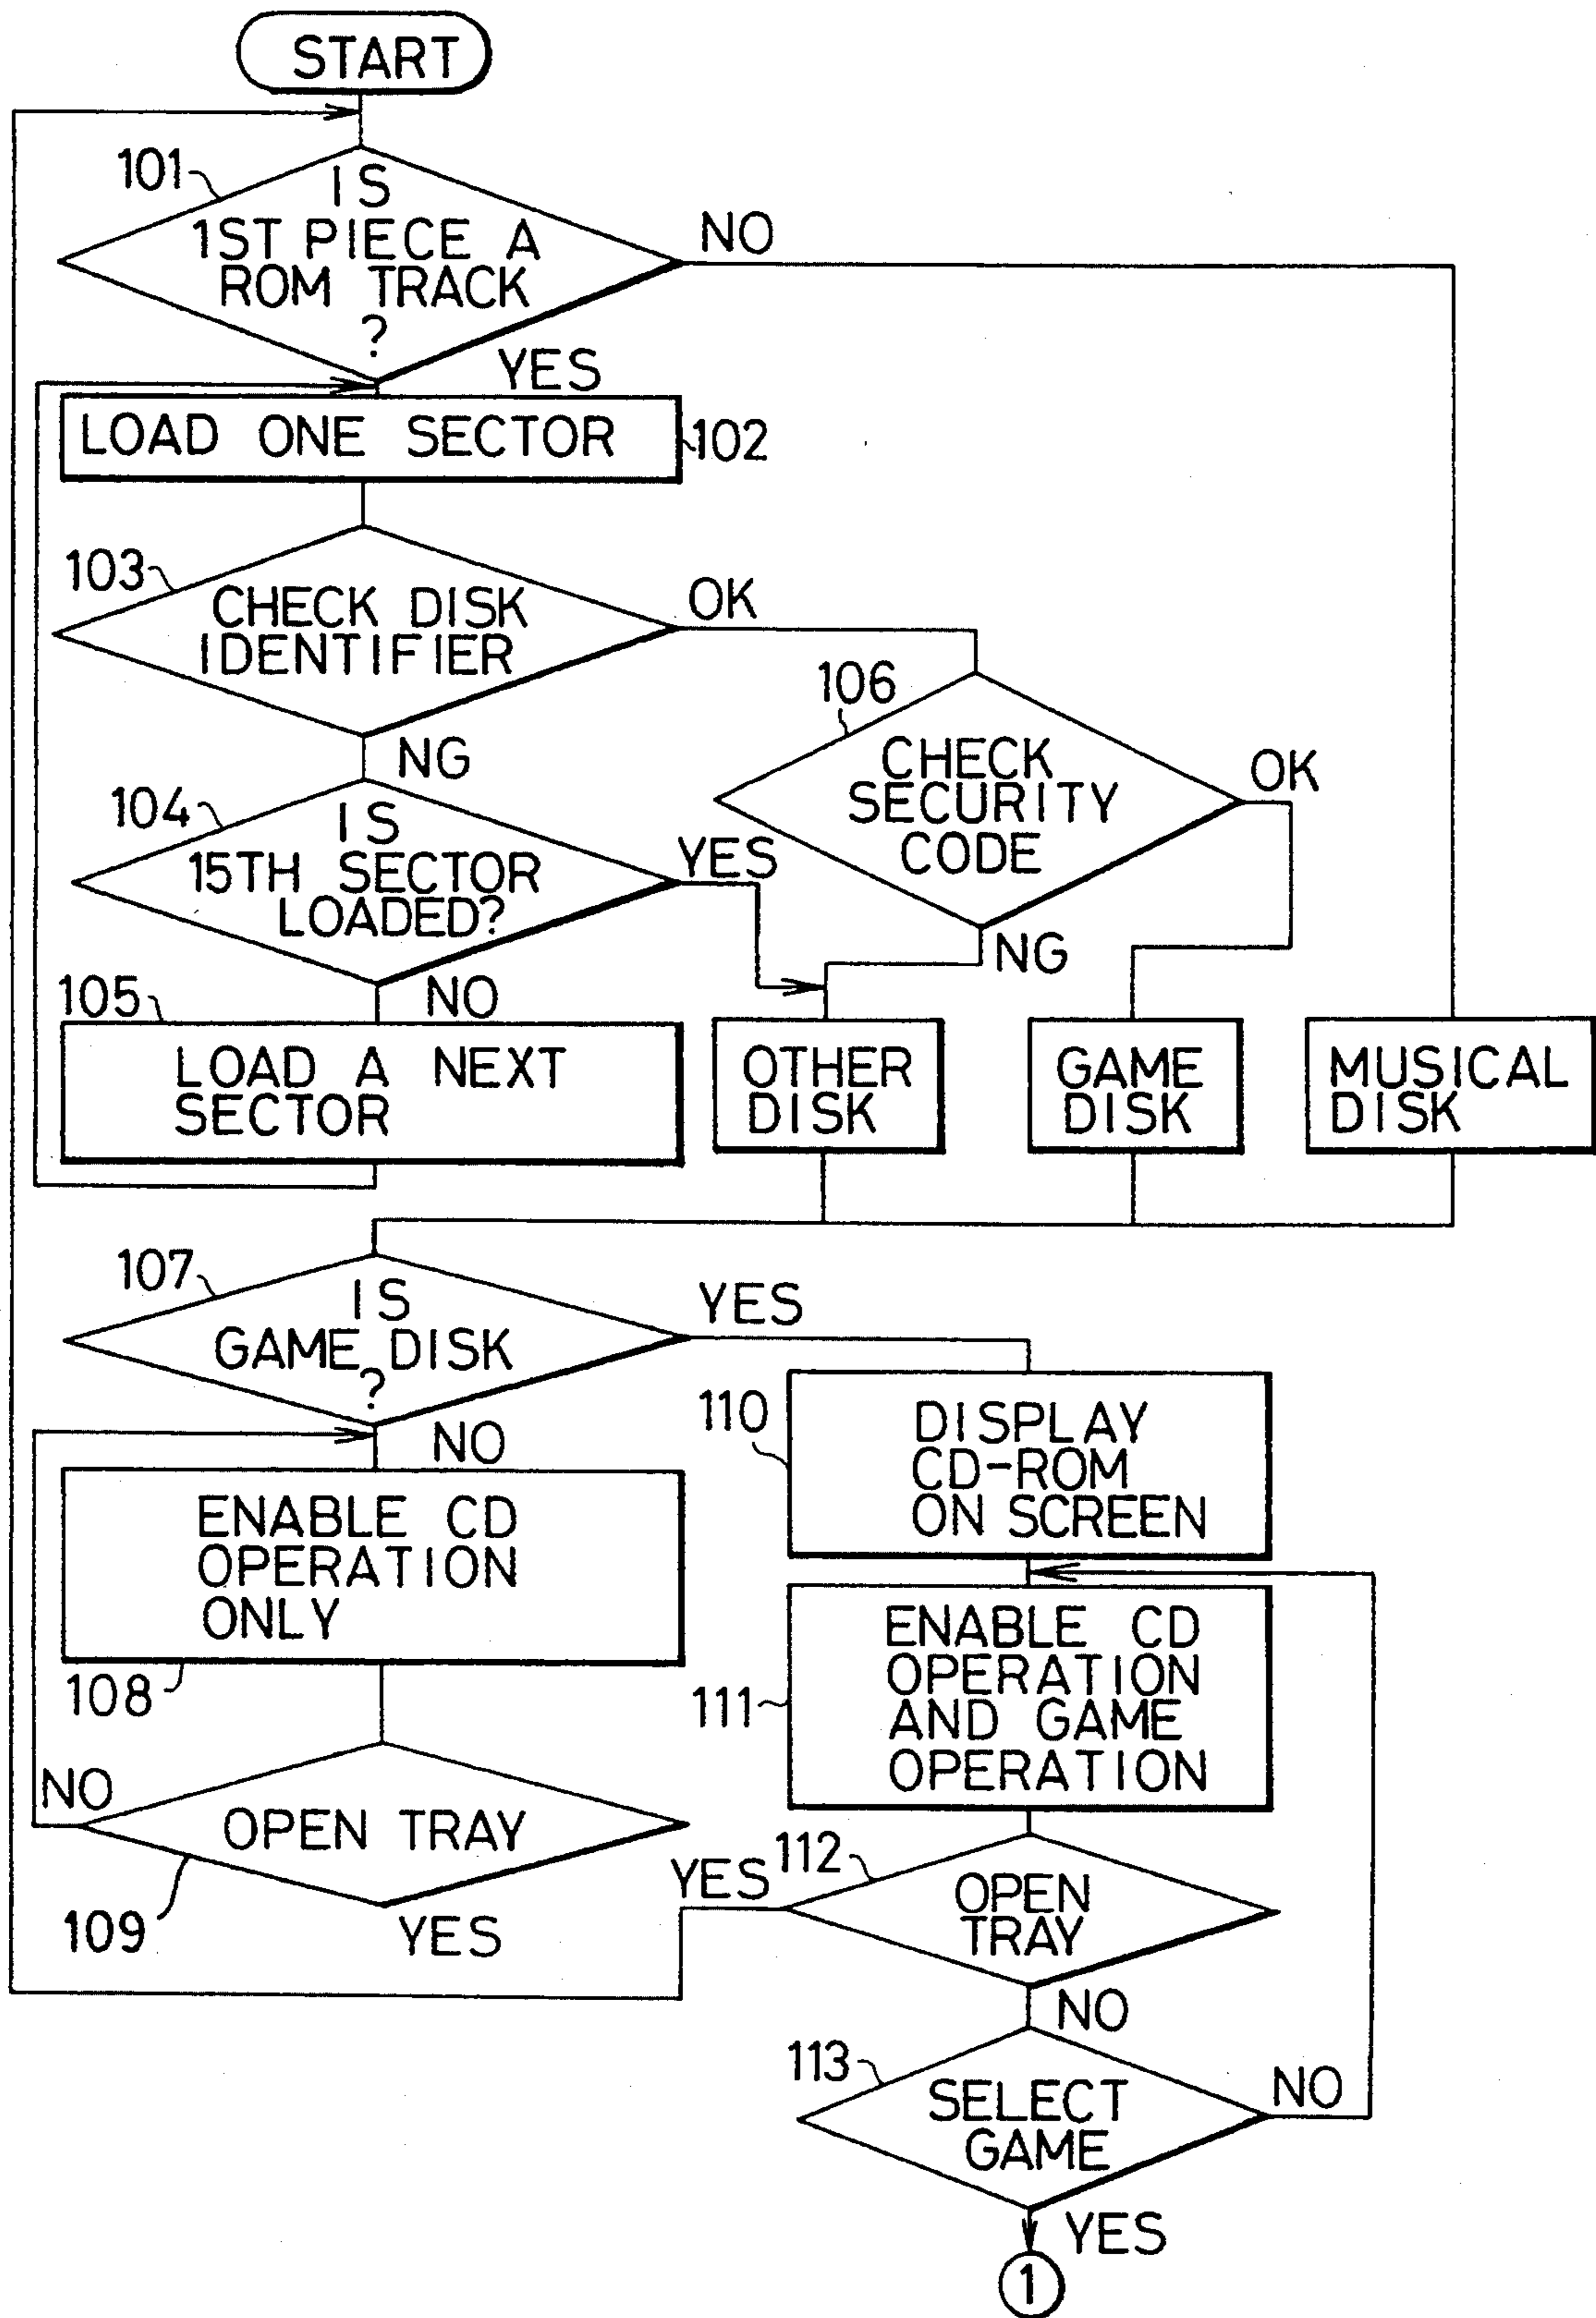 START
101
IS
1ST PIECE A
ROM TRACK
?
NO
YES
LOAD ONE SECTOR
102
103
CHECK DISK
IDENTIFIER
OK
NG
106
CHECK
SECURITY
CODE
OK
NG
104
IS
15TH SECTOR
LOADED?
YES
NO
105
LOAD A NEXT
SECTOR
OTHER
DISK
GAME
DISK
MUSICAL
DISK
107
IS
GAME DISK
?
YES
NO
110
DISPLAY
CD-ROM
ON SCREEN
ENABLE CD
OPERATION
ONLY
108
111
ENABLE CD
OPERATION
AND GAME
OPERATION
NO
OPEN TRAY
109
YES
YES
112
OPEN
TRAY
NO
113
SELECT
GAME
NO
YES
1